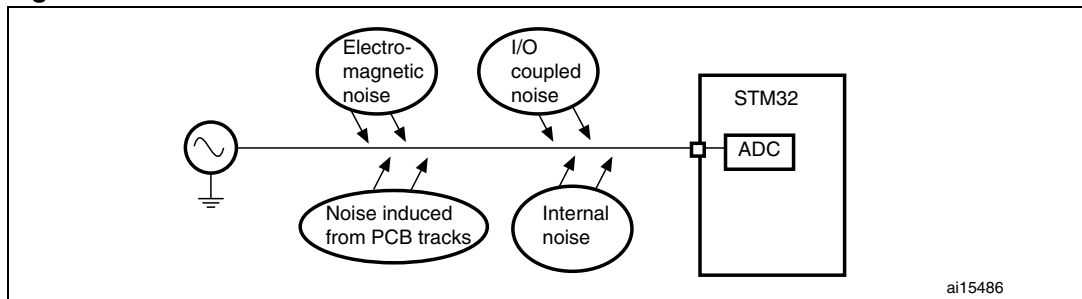 Electro-
magnetic
noise
I/O
coupled
noise
STM32
ADC
Noise induced
from PCB tracks
Internal
noise
ai15486